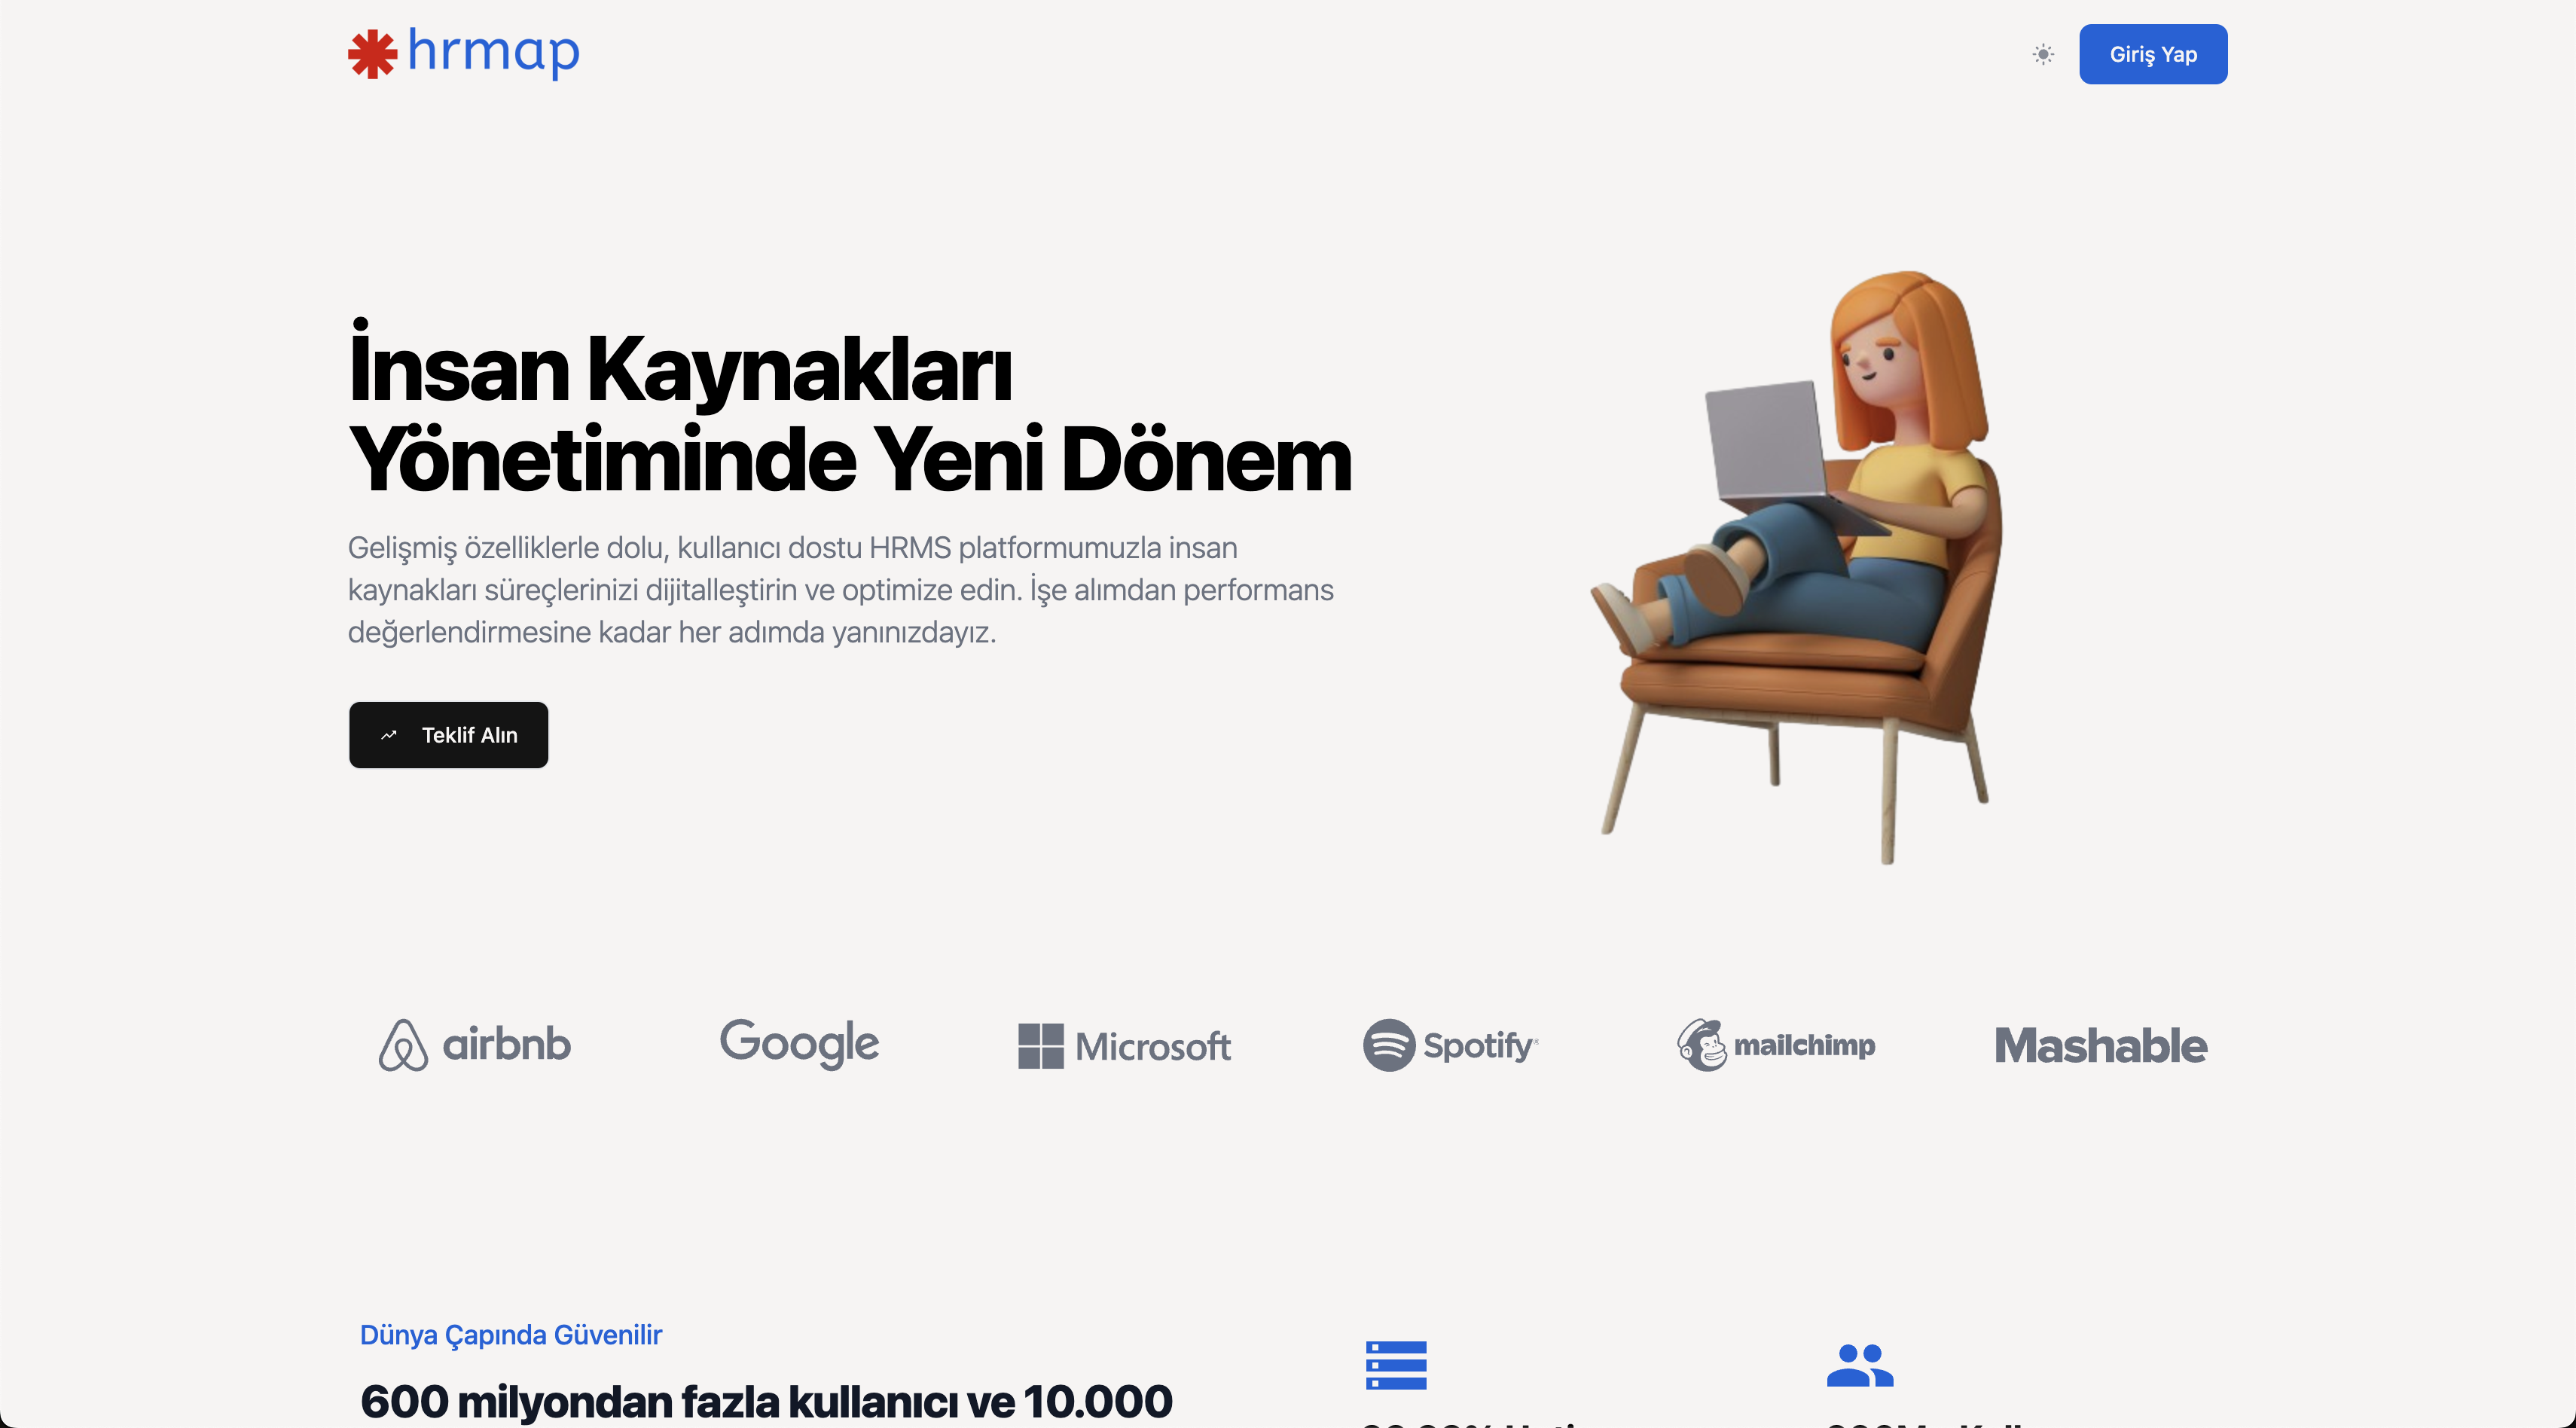 hrmap
Giriş Yap
İnsan Kaynakları
Yönetiminde Yeni Dönem
Gelişmiş özelliklerle dolu, kullanıcı dostu HRMS platformumuzla insan
kaynakları süreçlerinizi dijitalleştirin ve optimize edin. İşe alımdan performans
değerlendirmesine kadar her adımda yanınızdayız.
Teklif Alın
airbnb
Google
Microsoft
Spotify
mailchimp
Mashable
Dünya Çapında Güvenilir
600 milyondan fazla kullanıcı ve 10.000